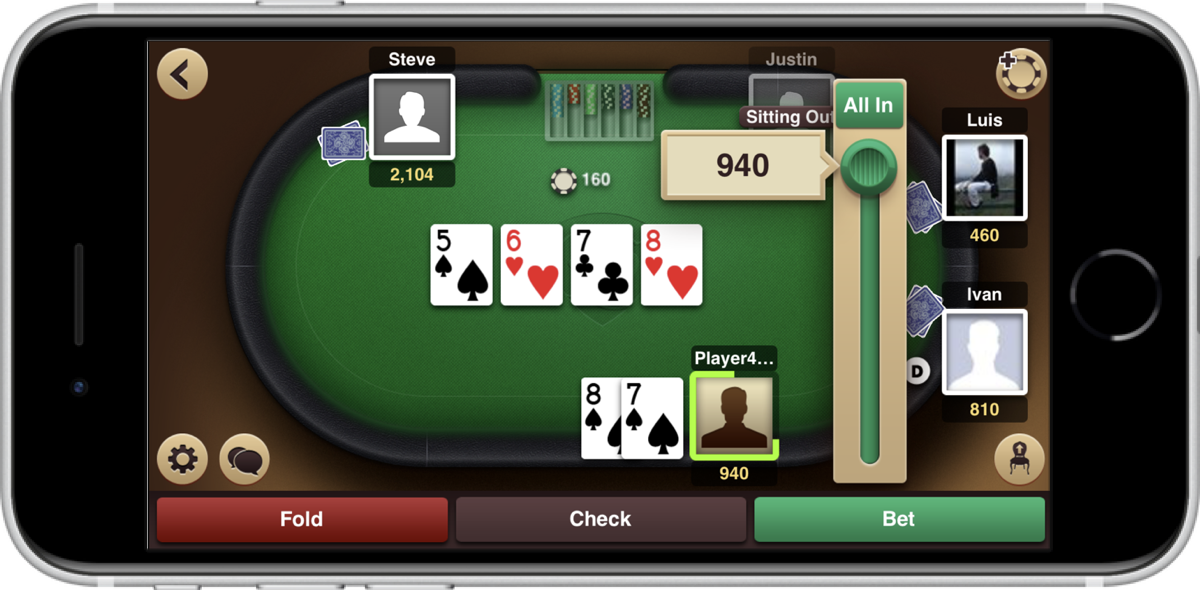 Steve
2,104
Justin
Sitting Out
All In
940
160
Luis
460
5
6
7
8
Ivan
D
810
Player4...
8
7
940
Fold
Check
Bet